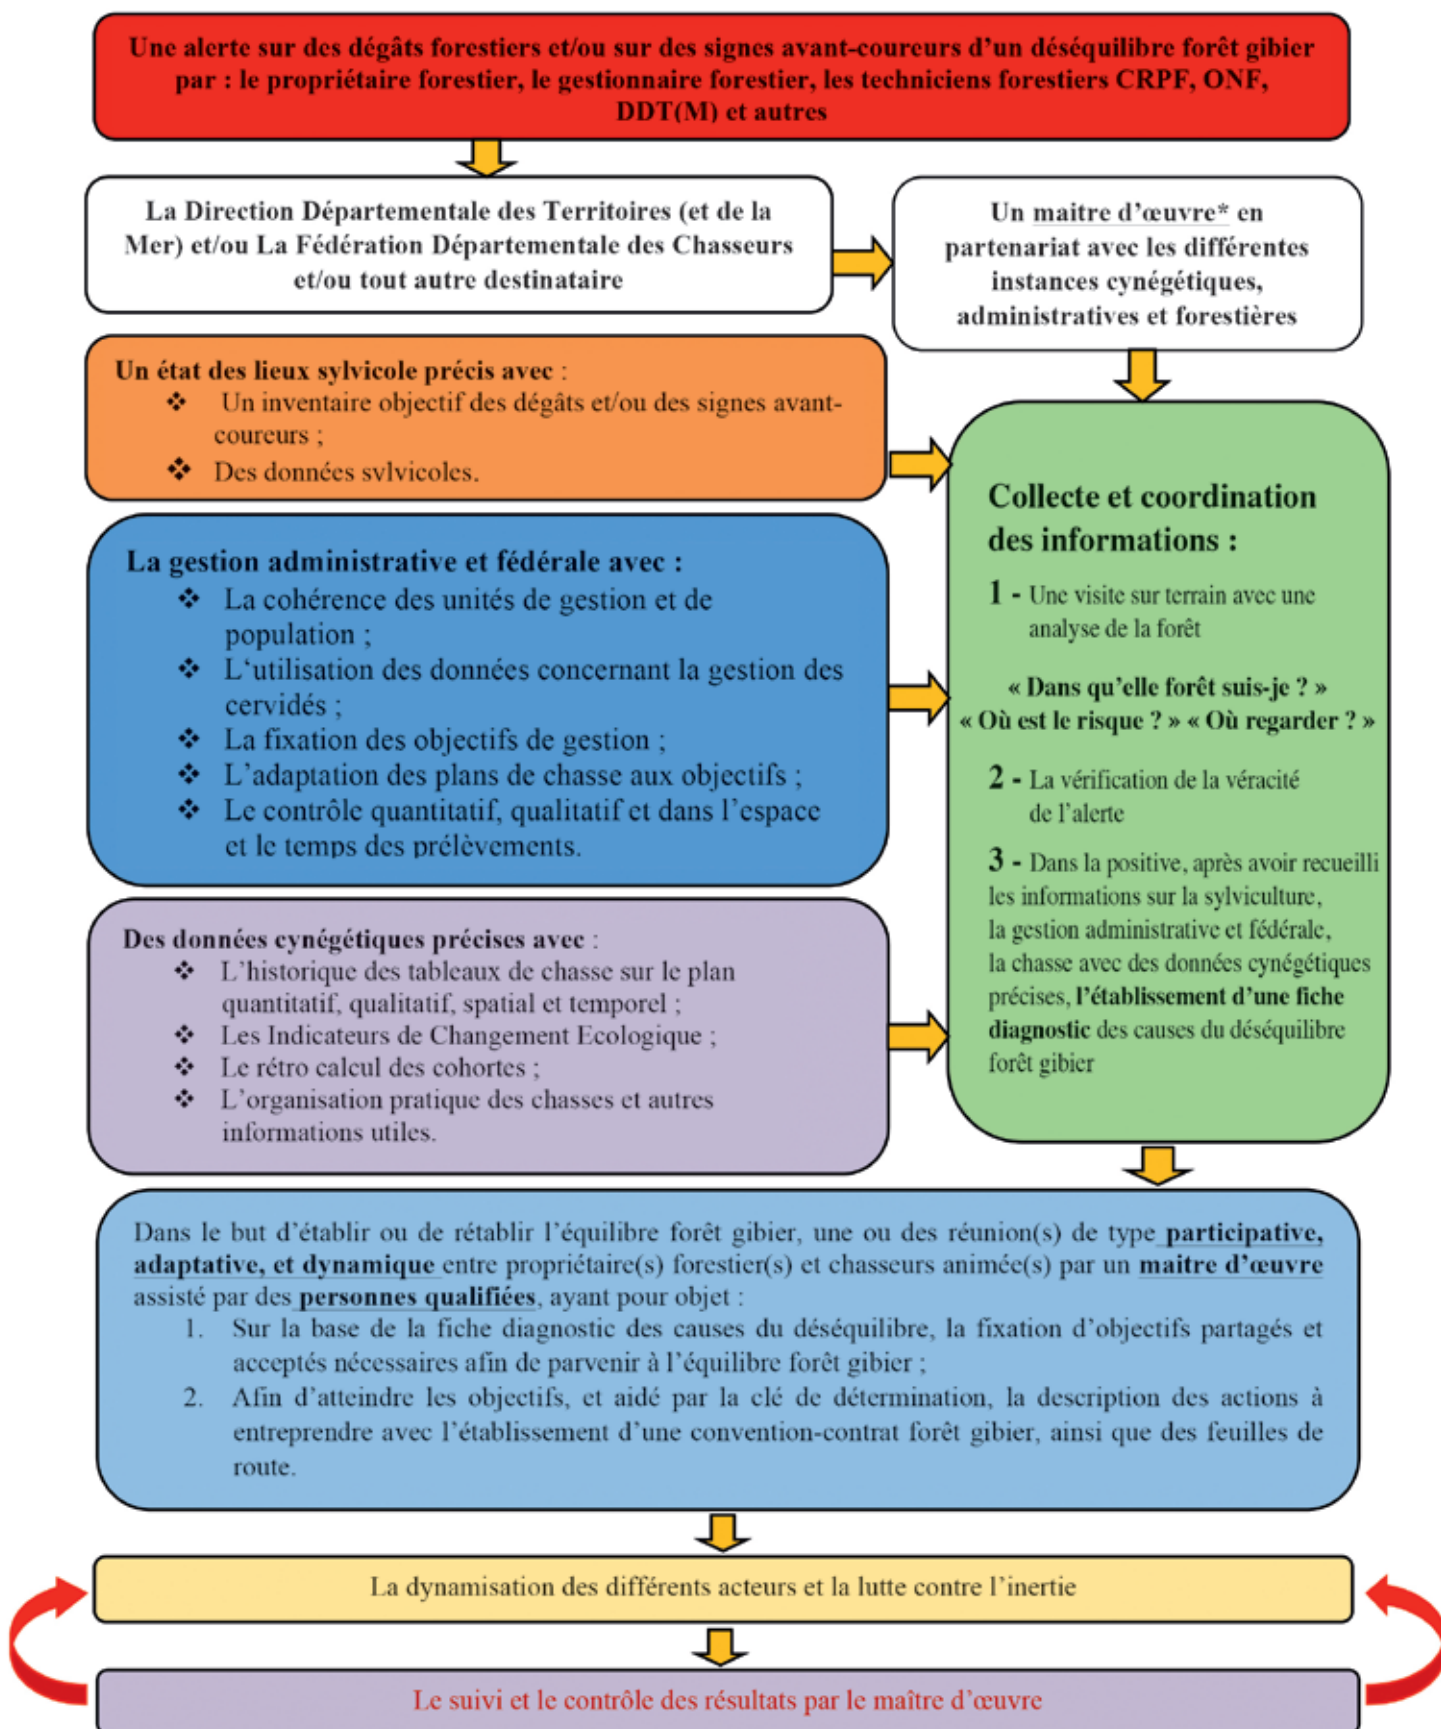 Une alerte sur des dégâts forestiers et/ou sur des signes avant-coureurs d’un déséquilibre forêt gibier
par : le propriétaire forestier, le gestionnaire forestier, les techniciens forestiers CRPF, ONF,
DDT(M) et autres
La Direction Départementale des Territoires (et de la
Mer) et/ou La Fédération Départementale des Chasseurs
et/ou tout autre destinataire
Un maitre d’œuvre* en
partenariat avec les différentes
instances cynégétiques,
administratives et forestières
Un état des lieux sylvicole précis avec :
❖ Un inventaire objectif des dégâts et/ou des signes avant-
coureurs ;
❖ Des données sylvicoles.
La gestion administrative et fédérale avec :
❖ La cohérence des unités de gestion et de
population ;
❖ L‘utilisation des données concernant la gestion des
cervidés ;
❖ La fixation des objectifs de gestion ;
❖ L’adaptation des plans de chasse aux objectifs ;
❖ Le contrôle quantitatif, qualitatif et dans l’espace
et le temps des prélèvements.
Des données cynégétiques précises avec :
❖ L’historique des tableaux de chasse sur le plan
quantitatif, qualitatif, spatial et temporel ;
❖ Les Indicateurs de Changement Ecologique ;
❖ Le rétro calcul des cohortes ;
❖ L’organisation pratique des chasses et autres
informations utiles.
Collecte et coordination
des informations :
1 - Une visite sur terrain avec une
analyse de la forêt
« Dans qu’elle forêt suis-je ? »
« Où est le risque ? » « Où regarder ? »
2 - La vérification de la véracité
de l’alerte
3 - Dans la positive, après avoir recueilli
les informations sur la sylviculture,
la gestion administrative et fédérale,
la chasse avec des données cynégétiques
précises, l’établissement d’une fiche
diagnostic des causes du déséquilibre
forêt gibier
Dans le but d’établir ou de rétablir l’équilibre forêt gibier, une ou des réunion(s) de type participative,
adaptative, et dynamique entre propriétaire(s) forestier(s) et chasseurs animée(s) par un maitre d’œuvre
assisté par des personnes qualifiées, ayant pour objet :
1. Sur la base de la fiche diagnostic des causes du déséquilibre, la fixation d’objectifs partagés et
acceptés nécessaires afin de parvenir à l’équilibre forêt gibier ;
2. Afin d’atteindre les objectifs, et aidé par la clé de détermination, la description des actions à
entreprendre avec l’établissement d’une convention-contrat forêt gibier, ainsi que des feuilles de
route.
La dynamisation des différents acteurs et la lutte contre l’inertie
Le suivi et le contrôle des résultats par le maître d’œuvre